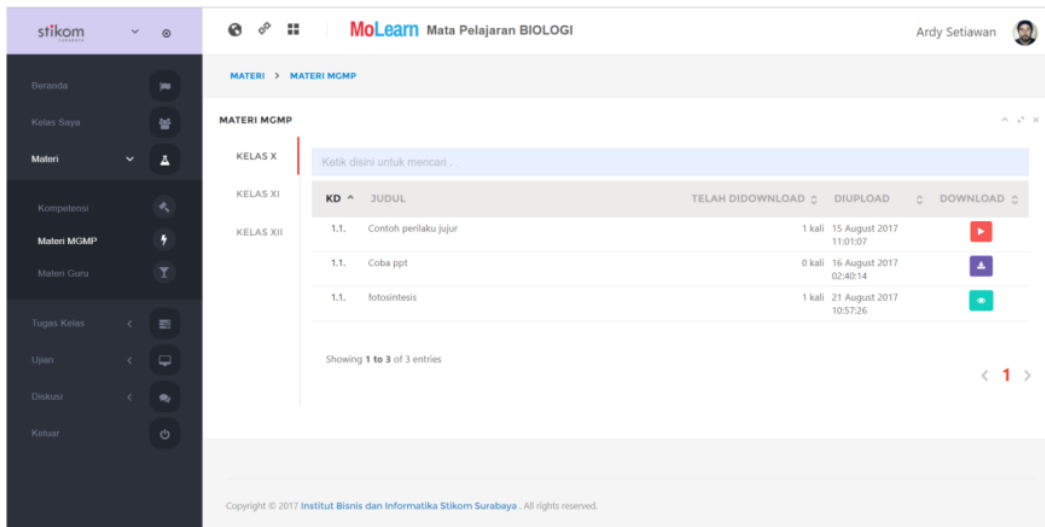 stikom
SURABAYA
MoLearn Mata Pelajaran BIOLOGI
Ardy Setiawan
Beranda
Kelas Saya
Materi
Kompetensi
Materi MGMP
Materi Guru
Tugas Kelas
Ujian
Diskusi
Keluar
MATERI > MATERI MGMP
MATERI MGMP
KELAS X
KELAS XI
KELAS XII
Ketik disini untuk mencari . .
KD JUDUL TELAH DIDOWNLOAD DIUPLOAD DOWNLOAD
1.1. Contoh perilaku jujur 1 kali 15 August 2017
11:01:07
1.1. Coba ppt 0 kali 16 August 2017
02:40:14
1.1. fotosintesis 1 kali 21 August 2017
10:57:26
Showing 1 to 3 of 3 entries
< 1 >
Copyright © 2017 Institut Bisnis dan Informatika Stikom Surabaya . All rights reserved.